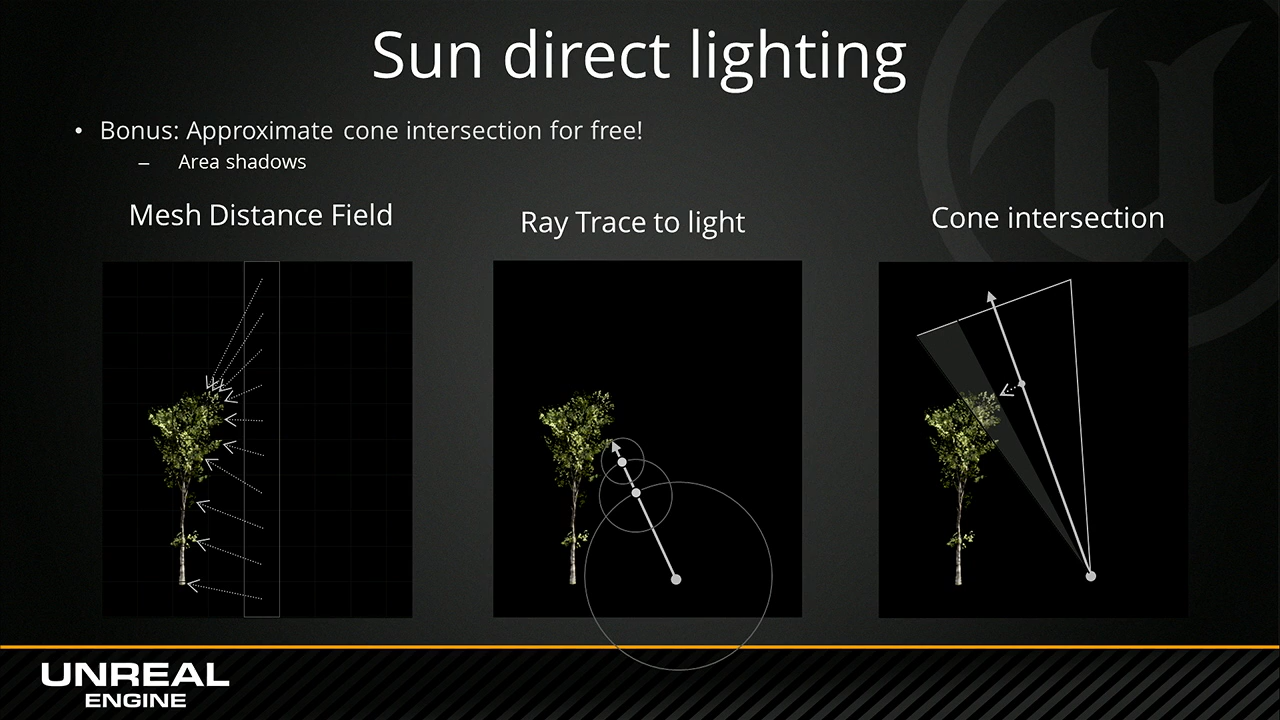 Sun direct lighting
• Bonus: Approximate cone intersection for free!
– Area shadows
Mesh Distance Field
Ray Trace to light
Cone intersection
UNREAL
ENGINE